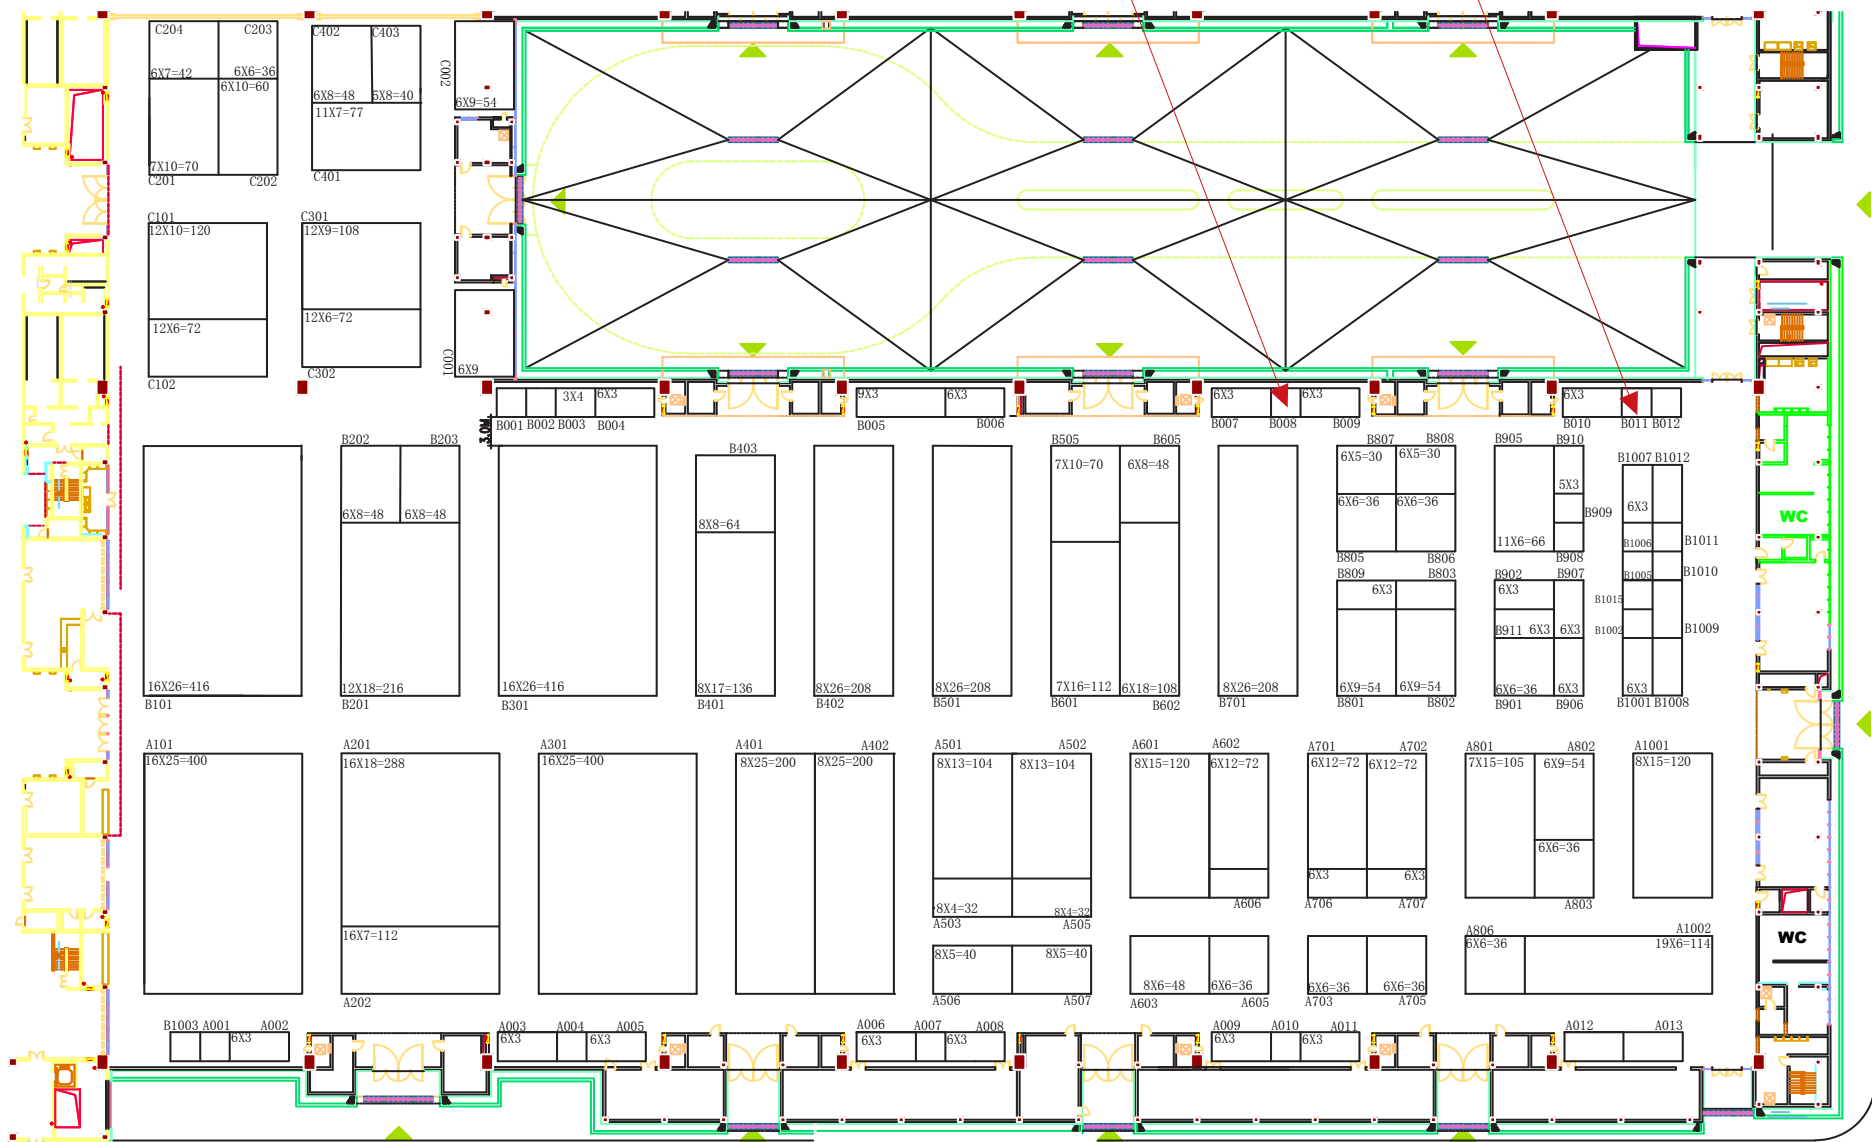 C204
C203
6X7=42
6X6=36
6X10=60
7X10=70
C201
C202
C402
C403
6X8=48
5X8=40
11X7=77
C401
C002
6X9=54
C101
12X10=120
12X6=72
C102
C301
12X9=108
12X6=72
C302
C001
6X9
3X4
6X3
B001
B002
B003
B004
9X3
6X3
B005
B006
6X3
6X3
B007
B008
B009
6X3
B010
B011
B012
3.0M
B202
B203
B403
B505
B605
B807
B808
B905
B910
B1007
B1012
7X10=70
6X8=48
6X5=30
6X5=30
5X3
6X3
6X8=48
6X8=48
8X8=64
6X6=36
6X6=36
B909
11X6=66
B1006
B1011
WC
B805
B806
B908
B809
B803
B902
B907
B1005
B1010
6X3
6X3
B1015
B911
6X3
6X3
B1002
B1009
16X26=416
12X18=216
16X26=416
8X17=136
8X26=208
8X26=208
7X16=112
6X18=108
8X26=208
6X9=54
6X9=54
6X6=36
6X3
6X3
B101
B201
B301
B401
B402
B501
B601
B602
B701
B801
B802
B901
B906
B1001
B1008
A101
A201
A301
A401
A402
A501
A502
A601
A602
A701
A702
A801
A802
A1001
16X25=400
16X18=288
16X25=400
8X25=200
8X25=200
8X13=104
8X13=104
8X15=120
6X12=72
6X12=72
6X12=72
7X15=105
6X9=54
8X15=120
6X6=36
6X3
6X3
8X4=32
8X4=32
A503
A505
A606
A706
A707
A803
16X7=112
A806
A1002
6X6=36
19X6=114
WC
8X5=40
8X5=40
8X6=48
6X6=36
6X6=36
6X6=36
A202
A506
A507
A603
A605
A703
A705
B1003
A001
A002
6X3
A003
A004
A005
6X3
6X3
A006
A007
A008
6X3
6X3
A009
A010
A011
6X3
6X3
A012
A013